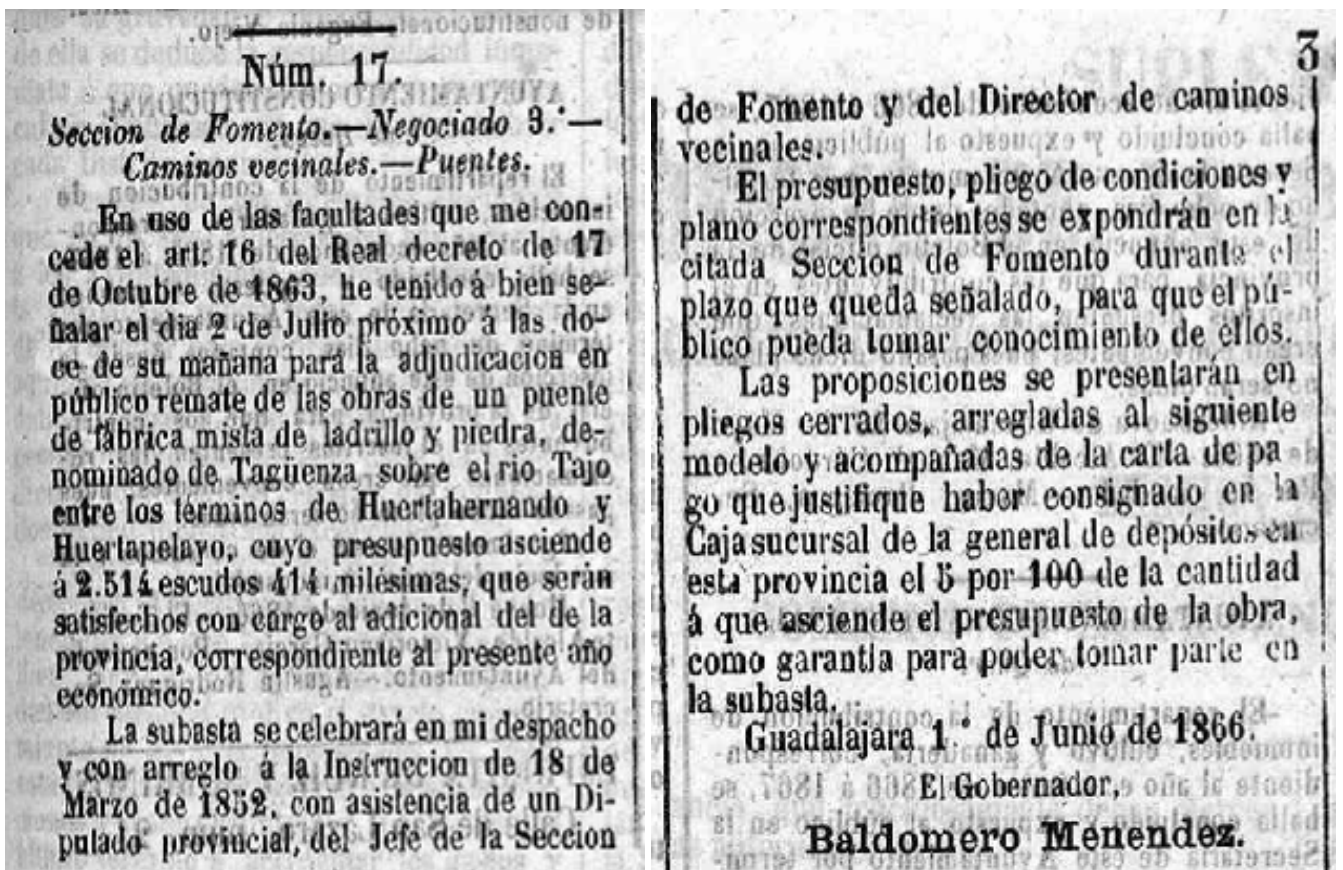 Núm. 17.
Seccion de Fomento.—Negociado 3.°—
Caminos vecinales.—Puentes.
En uso de las facultades que me con-
cede el art. 16 del Real decreto de 17
de Octubre de 1863, he tenido á bien se-
ñalar el dia 2 de Julio próximo á las do-
ce de su mañana para la adjudicacion en
público remate de las obras de un puente
de fábrica mista de ladrillo y piedra, de-
nominado de Tagüenza sobre el rio Tajo
entre los términos de Huertahernando y
Huertapelayo, cuyo presupuesto asciende
á 2.514 escudos 414 milésimas, que serán
satisfechos con cargo al adicional del de la
provincia, correspondiente al presente año
económico.
La subasta se celebrará en mi despacho
y con arreglo á la Instruccion de 18 de
Marzo de 1852, con asistencia de un Di-
putado provincial, del Jefe de la Seccion
3
de Fomento y del Director de caminos
vecinales.
El presupuesto, pliego de condiciones y
plano correspondientes se expondrán en la
citada Seccion de Fomento durante el
plazo que queda señalado, para que el pú-
blico pueda tomar conocimiento de ellos.
Las proposiciones se presentarán en
pliegos cerrados, arregladas al siguiente
modelo y acompañadas de la carta de pa
go que justifique haber consignado en la
Caja sucursal de la general de depósitos en
esta provincia el 5 por 100 de la cantidad
á que asciende el presupuesto de la obra,
como garantia para poder tomar parte en
la subasta.
Guadalajara 1.° de Junio de 1866.
El Gobernador,
Baldomero Menendez.